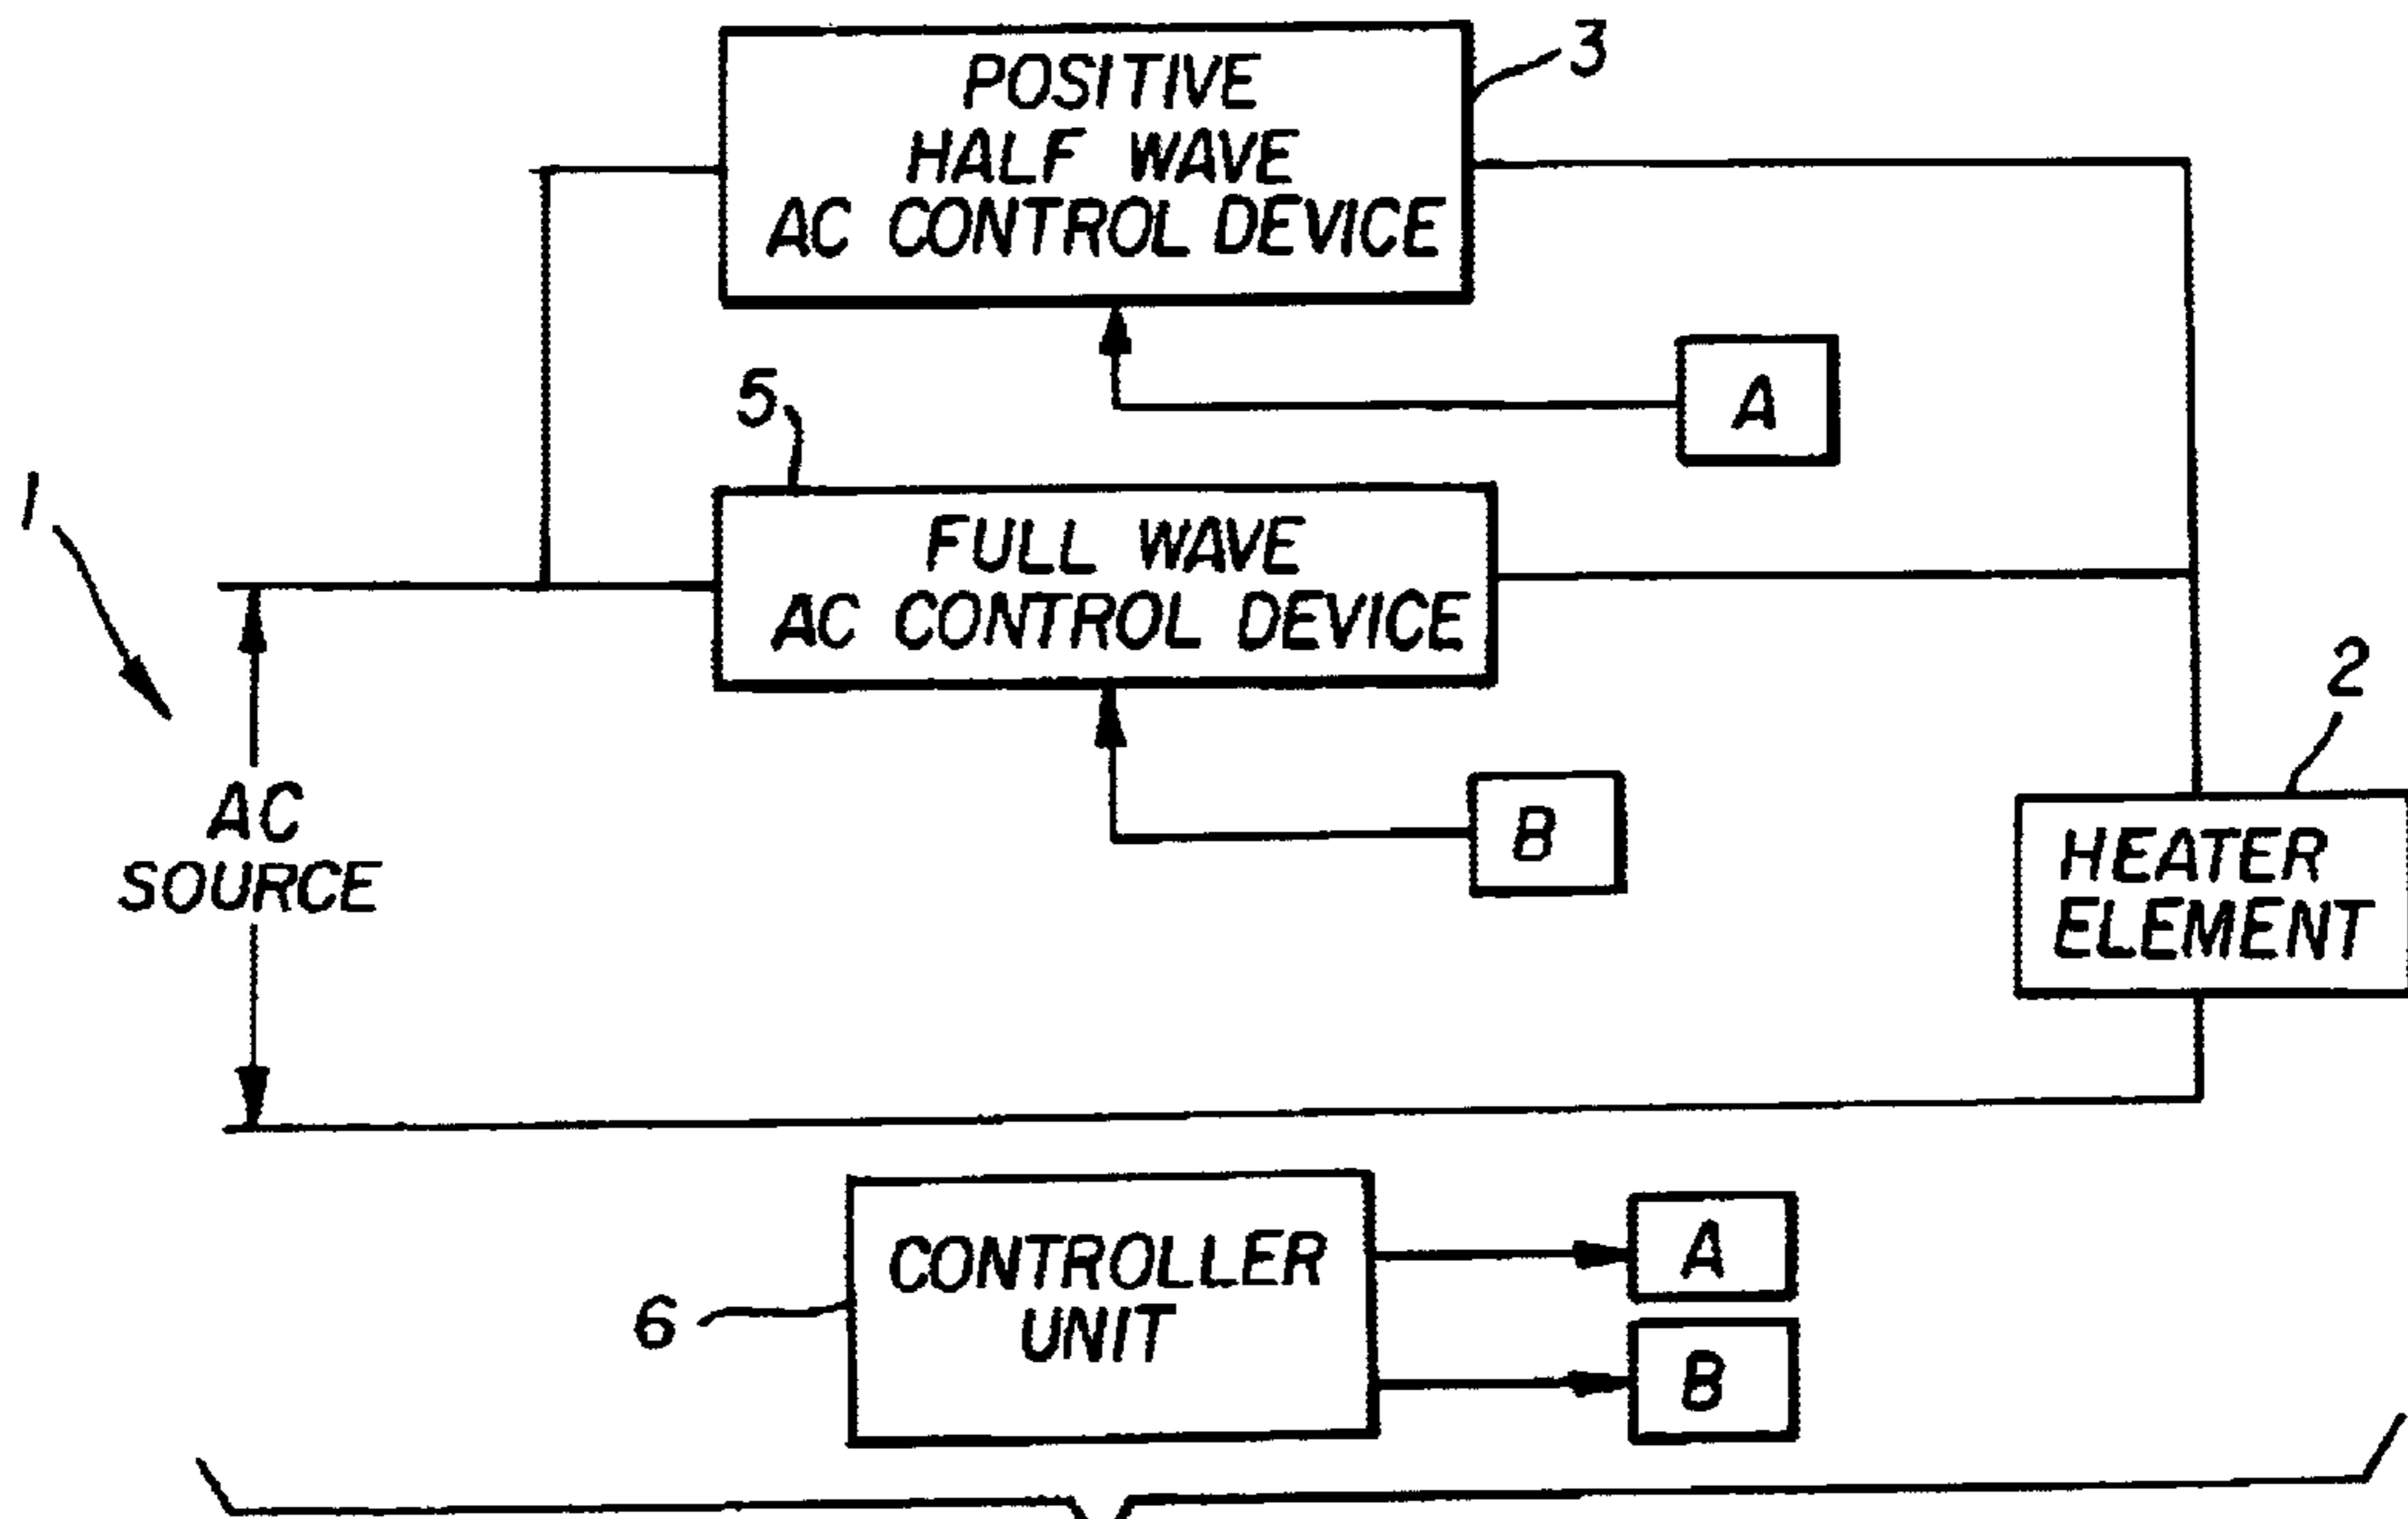 3
POSITIVE
HALF WAVE
AC CONTROL DEVICE
A
5
1
FULL WAVE
AC CONTROL DEVICE
2
B
AC
SOURCE
HEATER
ELEMENT
CONTROLLER
UNIT
6
A
B